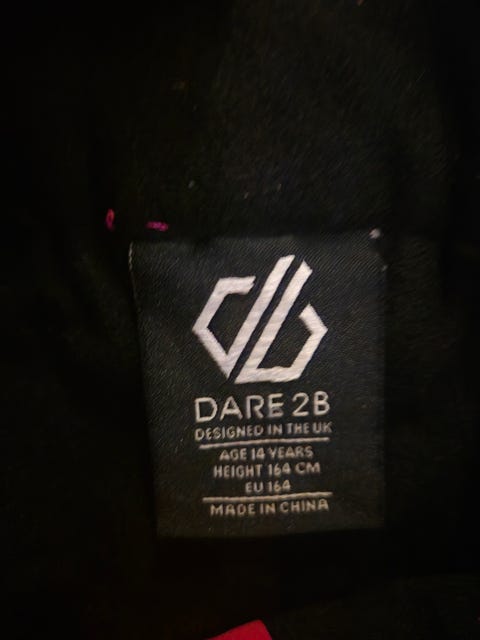 DARE 2B
DESIGNED IN THE UK
AGE 14 YEARS
HEIGHT 164 CM
EU 164
MADE IN CHINA